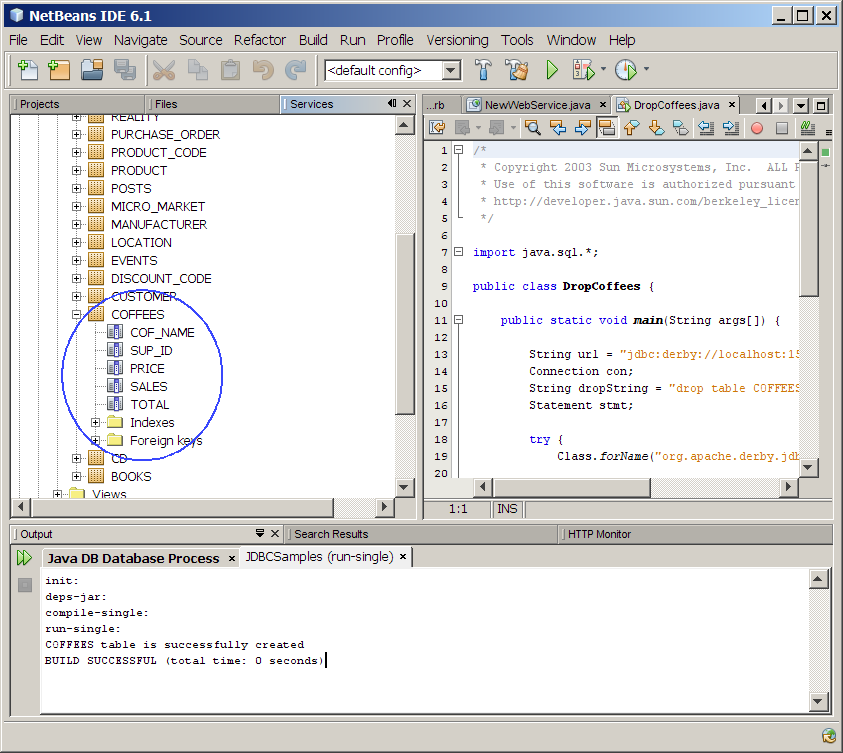 NetBeans IDE 6.1
File Edit View Navigate Source Refactor Build Run Profile Versioning Tools Window Help
<default config>
Projects Files Services
REALITY
PURCHASE_ORDER
PRODUCT_CODE
PRODUCT
POSTS
MICRO_MARKET
MANUFACTURER
LOCATION
EVENTS
DISCOUNT_CODE
CUSTOMER
COFFEES
COF_NAME
SUP_ID
PRICE
SALES
TOTAL
Indexes
Foreign keys
CD
BOOKS
Views
...rb NewWebService.java DropCoffees.java
1 /*
2 * Copyright 2003 Sun Microsystems, Inc. ALL
3 * Use of this software is authorized pursuant
4 * http://developer.java.sun.com/berkeley_licen
5 */
6
7 import java.sql.*;
8
9 public class DropCoffees {
10
11 public static void main(String args[]) {
12
13 String url = "jdbc:derby://localhost:15
14 Connection con;
15 String dropString = "drop table COFFEES
16 Statement stmt;
17
18 try {
19 Class.forName("org.apache.derby.jdb
20
1:1 INS
Output Search Results HTTP Monitor
Java DB Database Process JDBCSamples (run-single)
init:
deps-jar:
compile-single:
run-single:
COFFEES table is successfully created
BUILD SUCCESSFUL (total time: 0 seconds)